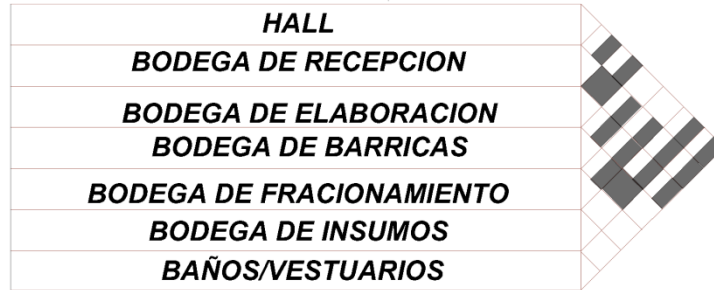 HALL
BODEGA DE RECEPCION
BODEGA DE ELABORACION
BODEGA DE BARRICAS
BODEGA DE FRACIONAMIENTO
BODEGA DE INSUMOS
BAÑOS/VESTUARIOS